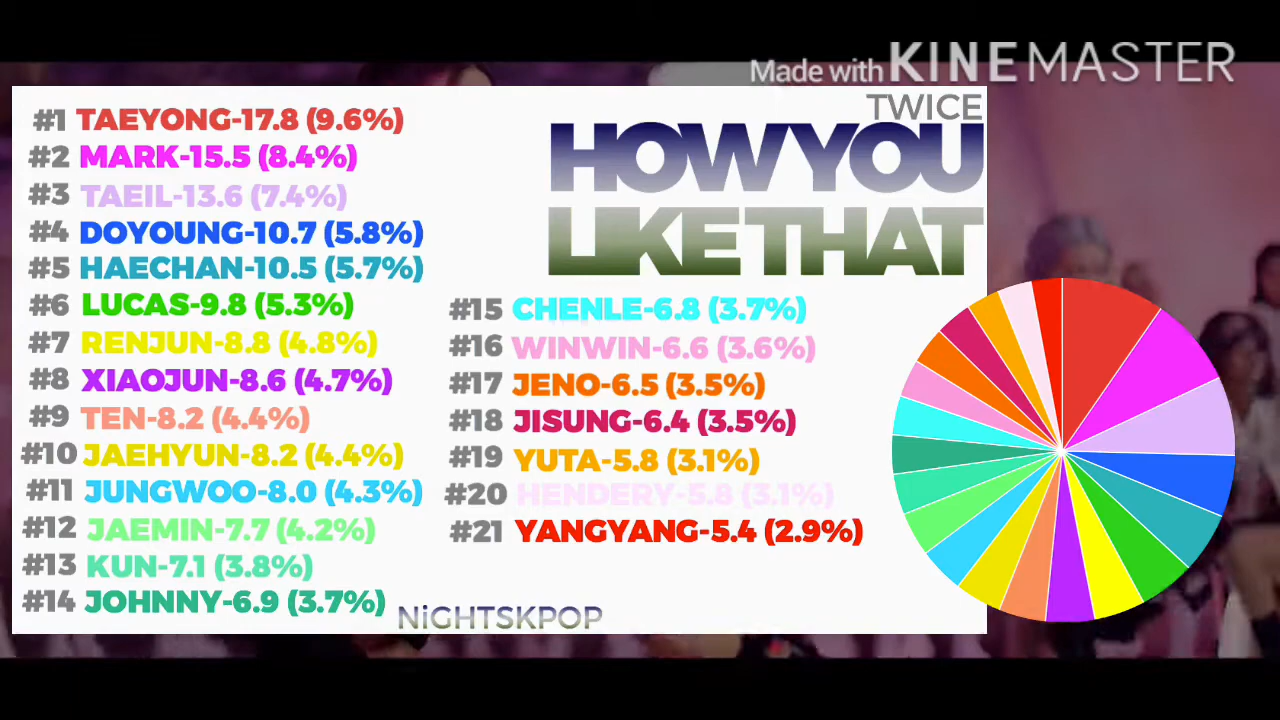 Made with KINEMASTER
TWICE
HOW YOU
LKE THAT
#1 TAEYONG-17.8 (9.6%)
#2 MARK-15.5 (8.4%)
#3 TAEIL-13.6 (7.4%)
#4 DOYOUNG-10.7 (5.8%)
#5 HAECHAN-10.5 (5.7%)
#6 LUCAS-9.8 (5.3%)
#7 RENJUN-8.8 (4.8%)
#8 XIAOJUN-8.6 (4.7%)
#9 TEN-8.2 (4.4%)
#10 JAEHYUN-8.2 (4.4%)
#11 JUNGWOO-8.0 (4.3%)
#12 JAEMIN-7.7 (4.2%)
#13 KUN-7.1 (3.8%)
#14 JOHNNY-6.9 (3.7%)
#15 CHENLE-6.8 (3.7%)
#16 WINWIN-6.6 (3.6%)
#17 JENO-6.5 (3.5%)
#18 JISUNG-6.4 (3.5%)
#19 YUTA-5.8 (3.1%)
#20 HENDERY-5.8 (3.1%)
#21 YANGYANG-5.4 (2.9%)
NiGHTSKPOP